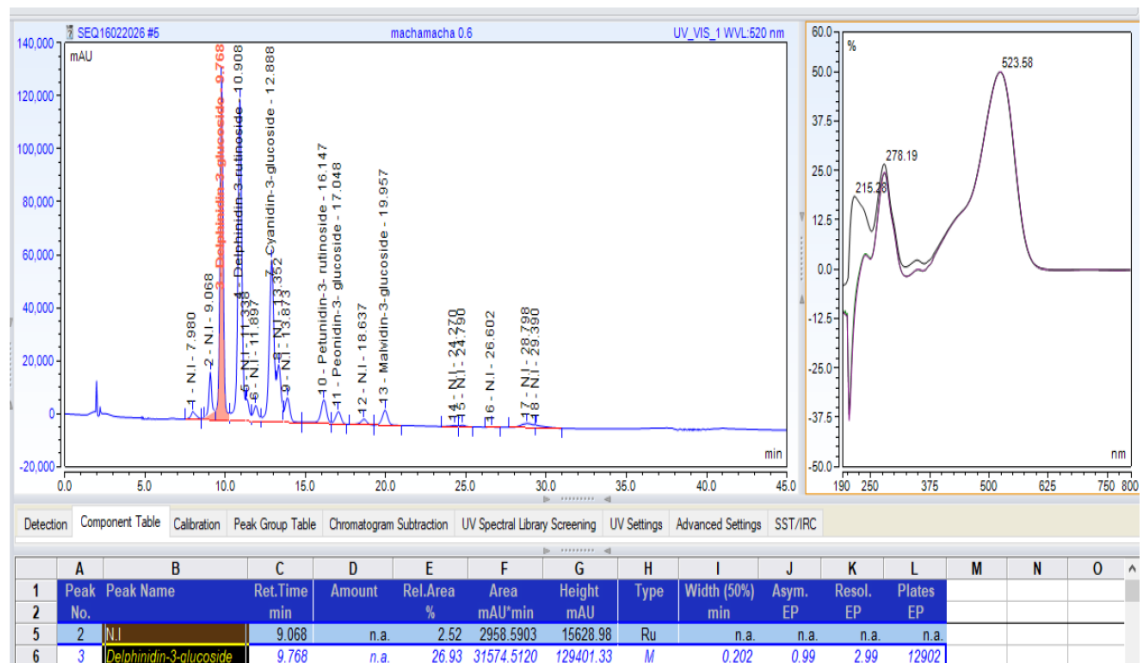 SEQ16022026 #5 machamacha 0.6 UV_VIS_1 WVL:520 nm
mAU
140,000
120,000
100,000
80,000
60,000
40,000
20,000
0
-20,000
1 - N.I - 7.980
2 - N.I - 9.068
3 - Delphinidin-3-glucoside - 9.768
4 - Delphinidin-3-rutinoside - 10.908
5 - N.I - 11.338
6 - N.I - 11.897
7 - Cyanidin-3-glucoside - 12.888
8 - N.I - 13.352
9 - N.I - 13.873
10 - Petunidin-3- rutinoside - 16.147
11 - Peonidin-3- glucoside - 17.048
12 - N.I - 18.637
13 - Malvidin-3-glucoside - 19.957
14 - N.I - 24.270
15 - N.I - 24.790
16 - N.I - 26.602
17 - N.I - 28.798
18 - N.I - 29.390
min
0.0 5.0 10.0 15.0 20.0 25.0 30.0 35.0 40.0 45.0
%
60.0
50.0
37.5
25.0
12.5
0.0
-12.5
-25.0
-37.5
-50.0
523.58
278.19
215.28
nm
190 250 375 500 625 750 800
Detection Component Table Calibration Peak Group Table Chromatogram Subtraction UV Spectral Library Screening UV Settings Advanced Settings SST/IRC
A B C D E F G H I J K L M N O
1 Peak Peak Name Ret.Time Amount Rel.Area Area Height Type Width (50%) Asym. Resol. Plates
2 No. min % mAU*min mAU min EP EP EP
5 2 N.I 9.068 n.a. 2.52 2958.5903 15628.98 Ru n.a. n.a. n.a. n.a.
6 3 Delphinidin-3-glucoside 9.768 n.a. 26.93 31574.5120 129401.33 M 0.202 0.99 2.99 12902